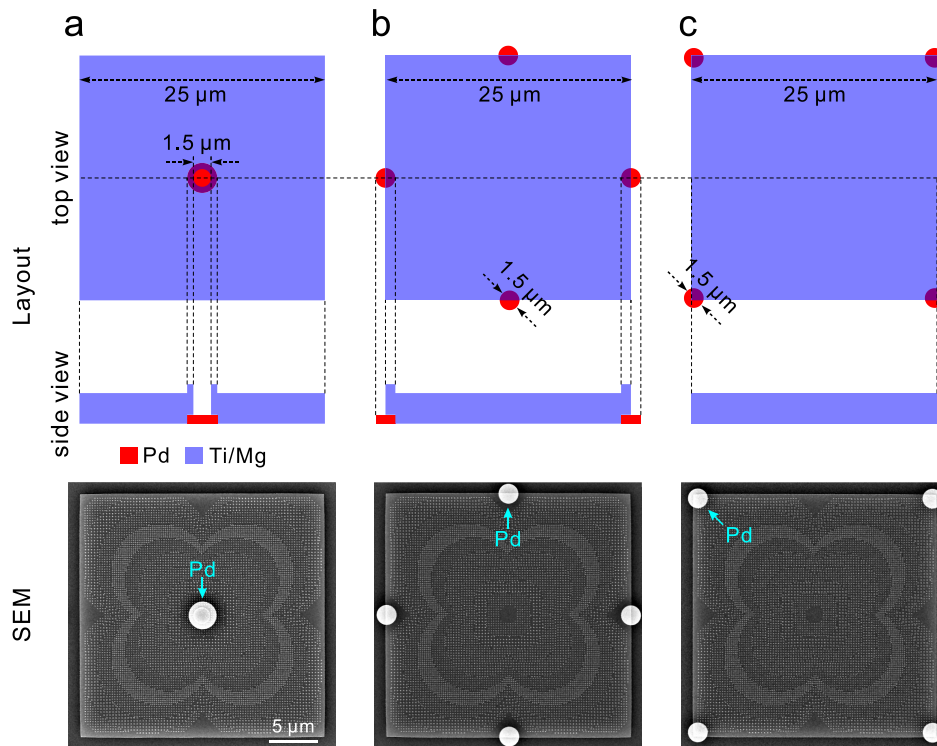 a
b
c
25 µm
25 µm
25 µm
1.5 µm
top view
1.5 µm
1.5 µm
Layout
side view
Pd
Ti/Mg
Pd
Pd
Pd
SEM
5 µm